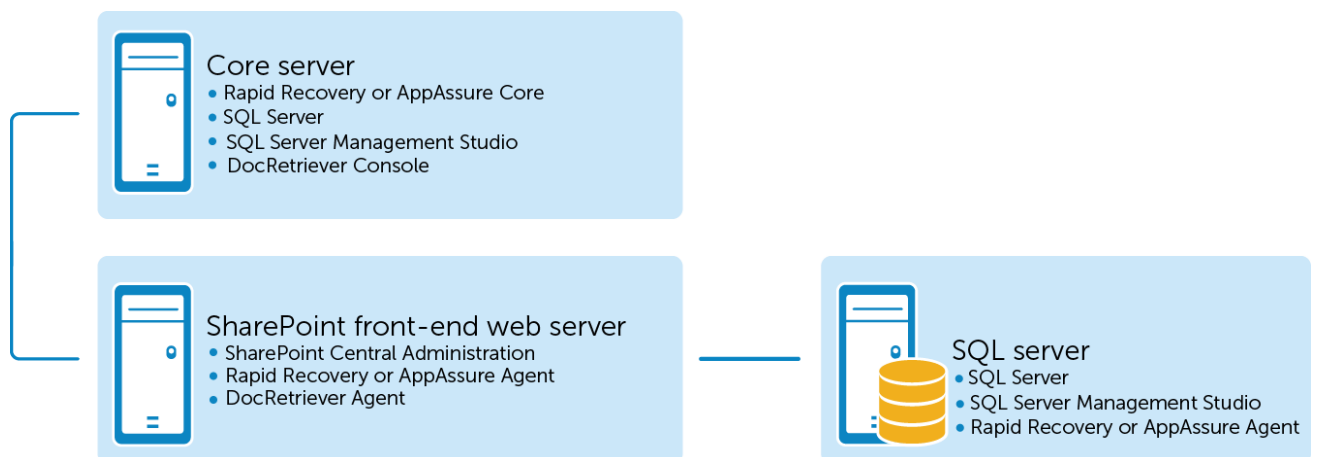 Core server
• Rapid Recovery or AppAssure Core
• SQL Server
• SQL Server Management Studio
• DocRetriever Console
SharePoint front-end web server
• SharePoint Central Administration
• Rapid Recovery or AppAssure Agent
• DocRetriever Agent
SQL server
• SQL Server
• SQL Server Management Studio
• Rapid Recovery or AppAssure Agent